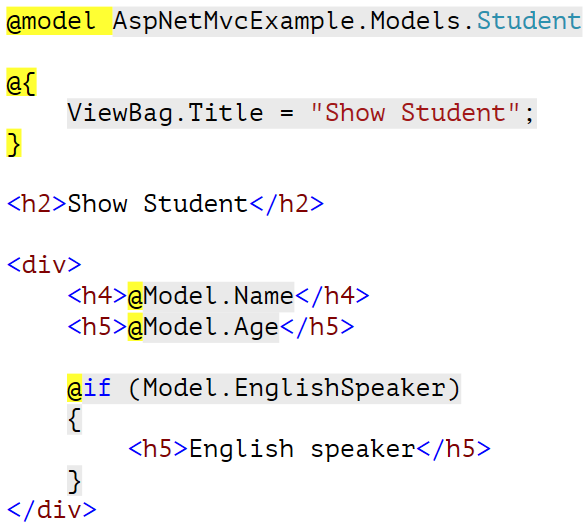 @model AspNetMvcExample.Models.Student
@{
ViewBag.Title = "Show Student";
}
<h2>Show Student</h2>
<div>
<h4>@Model.Name</h4>
<h5>@Model.Age</h5>
@if (Model.EnglishSpeaker)
{
<h5>English speaker</h5>
}
</div>